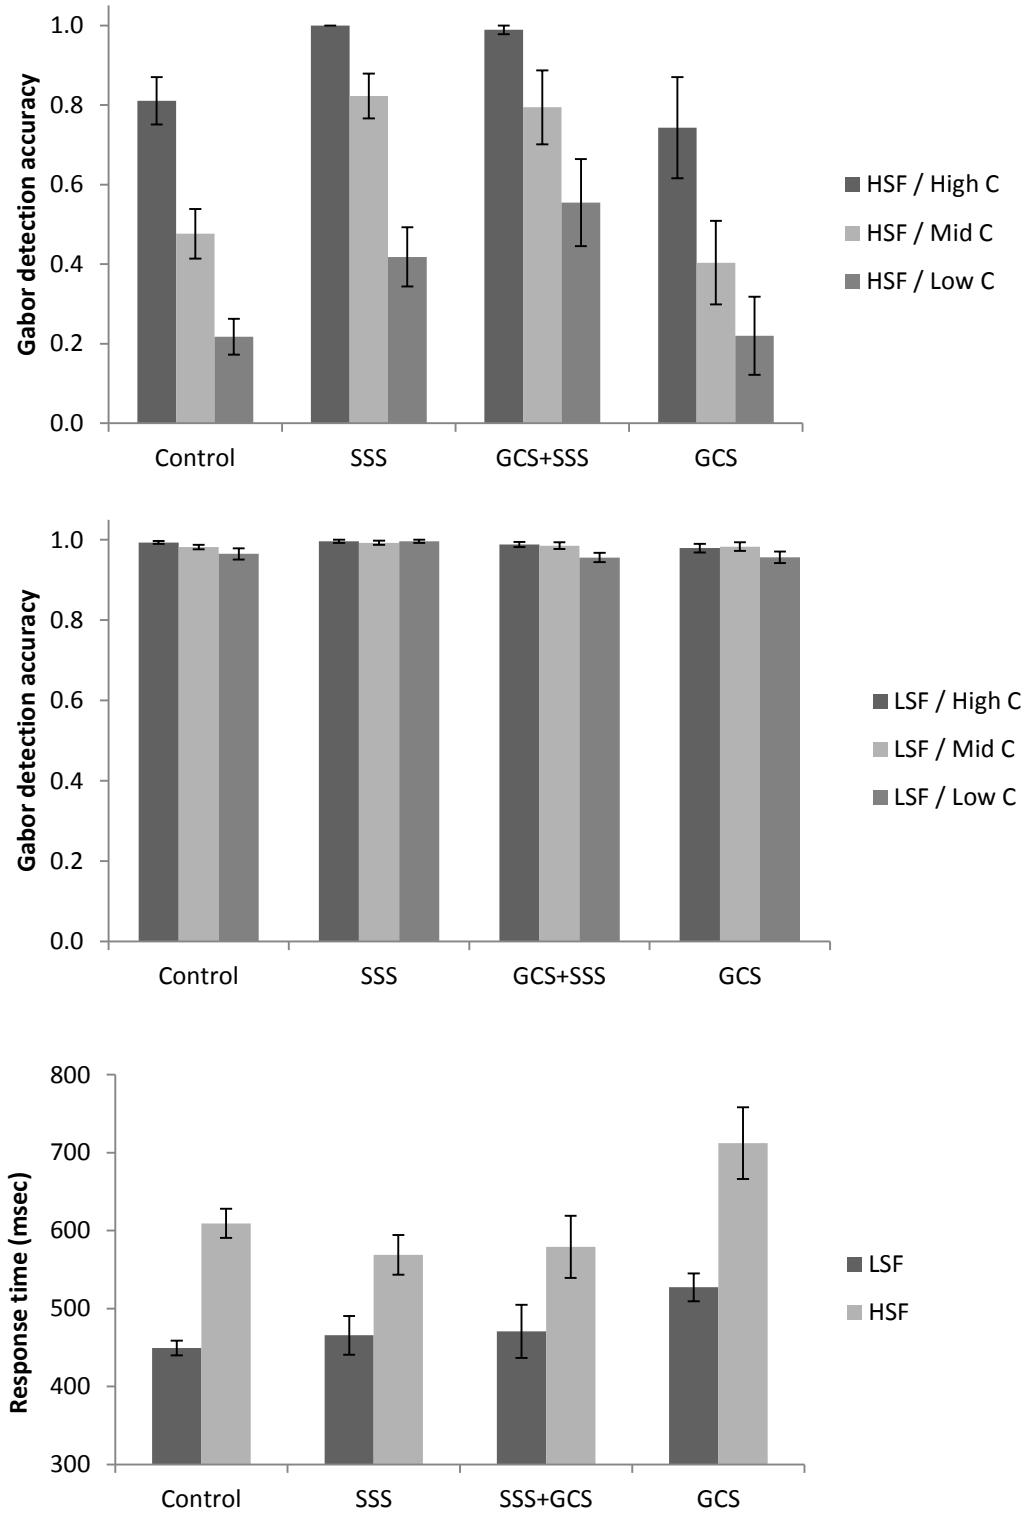 Gabor detection accuracy
1.0
0.8
0.6
0.4
0.2
0.0
Control
SSS
GCS+SSS
GCS
HSF / High C
HSF / Mid C
HSF / Low C
Gabor detection accuracy
1.0
0.8
0.6
0.4
0.2
0.0
Control
SSS
GCS+SSS
GCS
LSF / High C
LSF / Mid C
LSF / Low C
Response time (msec)
800
700
600
500
400
300
Control
SSS
SSS+GCS
GCS
LSF
HSF